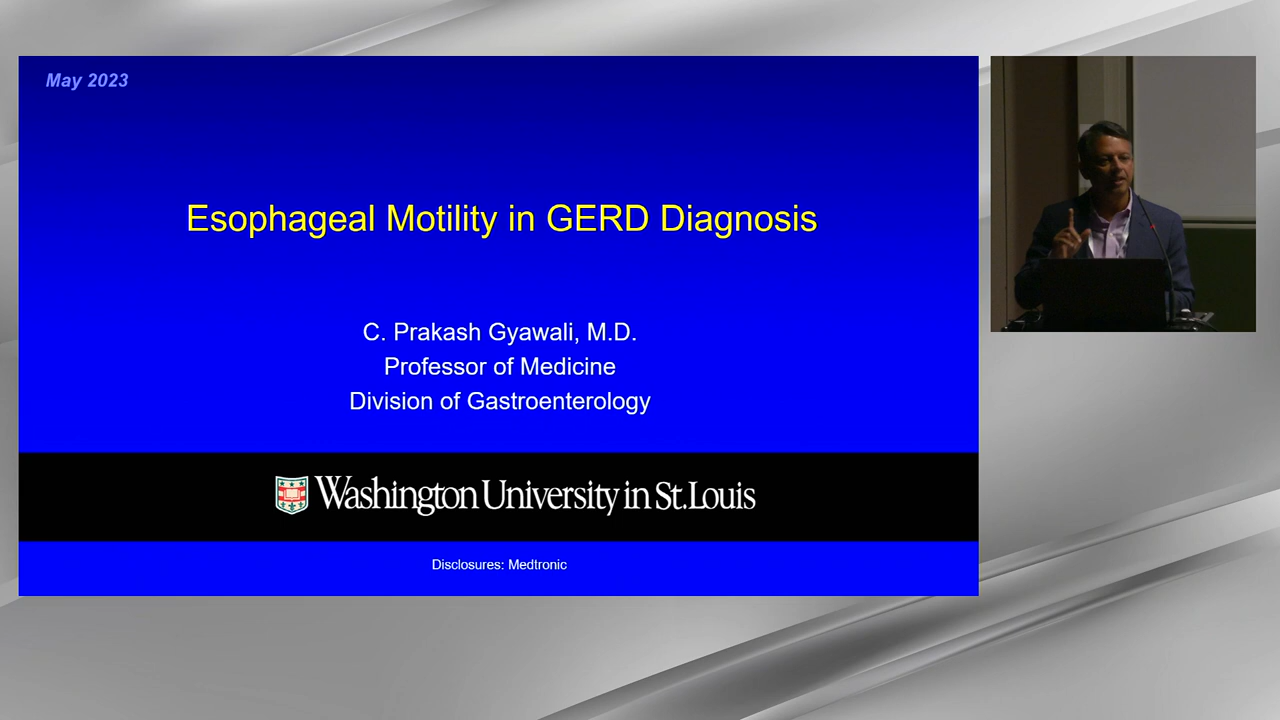 May 2023
Esophageal Motility in GERD Diagnosis
C. Prakash Gyawali, M.D.
Professor of Medicine
Division of Gastroenterology
Washington University in St. Louis
Disclosures: Medtronic